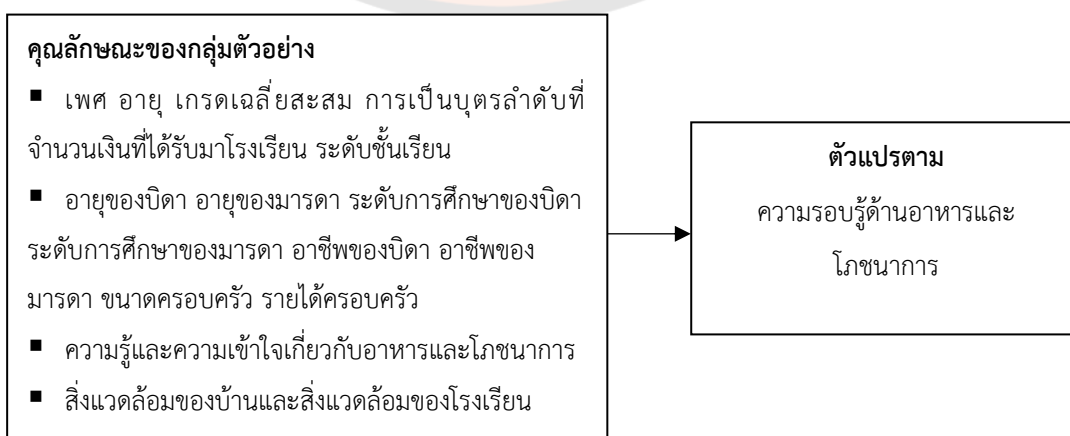 คุณลักษณะของกลุ่มตัวอย่าง
▪ เพศ อายุ เกรดเฉลี่ยสะสม การเป็นบุตรลำดับที่
จำนวนเงินที่ได้รับมาโรงเรียน ระดับชั้นเรียน
▪ อายุของบิดา อายุของมารดา ระดับการศึกษาของบิดา
ระดับการศึกษาของมารดา อาชีพของบิดา อาชีพของ
มารดา ขนาดครอบครัว รายได้ครอบครัว
▪ ความรู้และความเข้าใจเกี่ยวกับอาหารและโภชนาการ
▪ สิ่งแวดล้อมของบ้านและสิ่งแวดล้อมของโรงเรียน
ตัวแปรตาม
ความรอบรู้ด้านอาหารและ
โภชนาการ